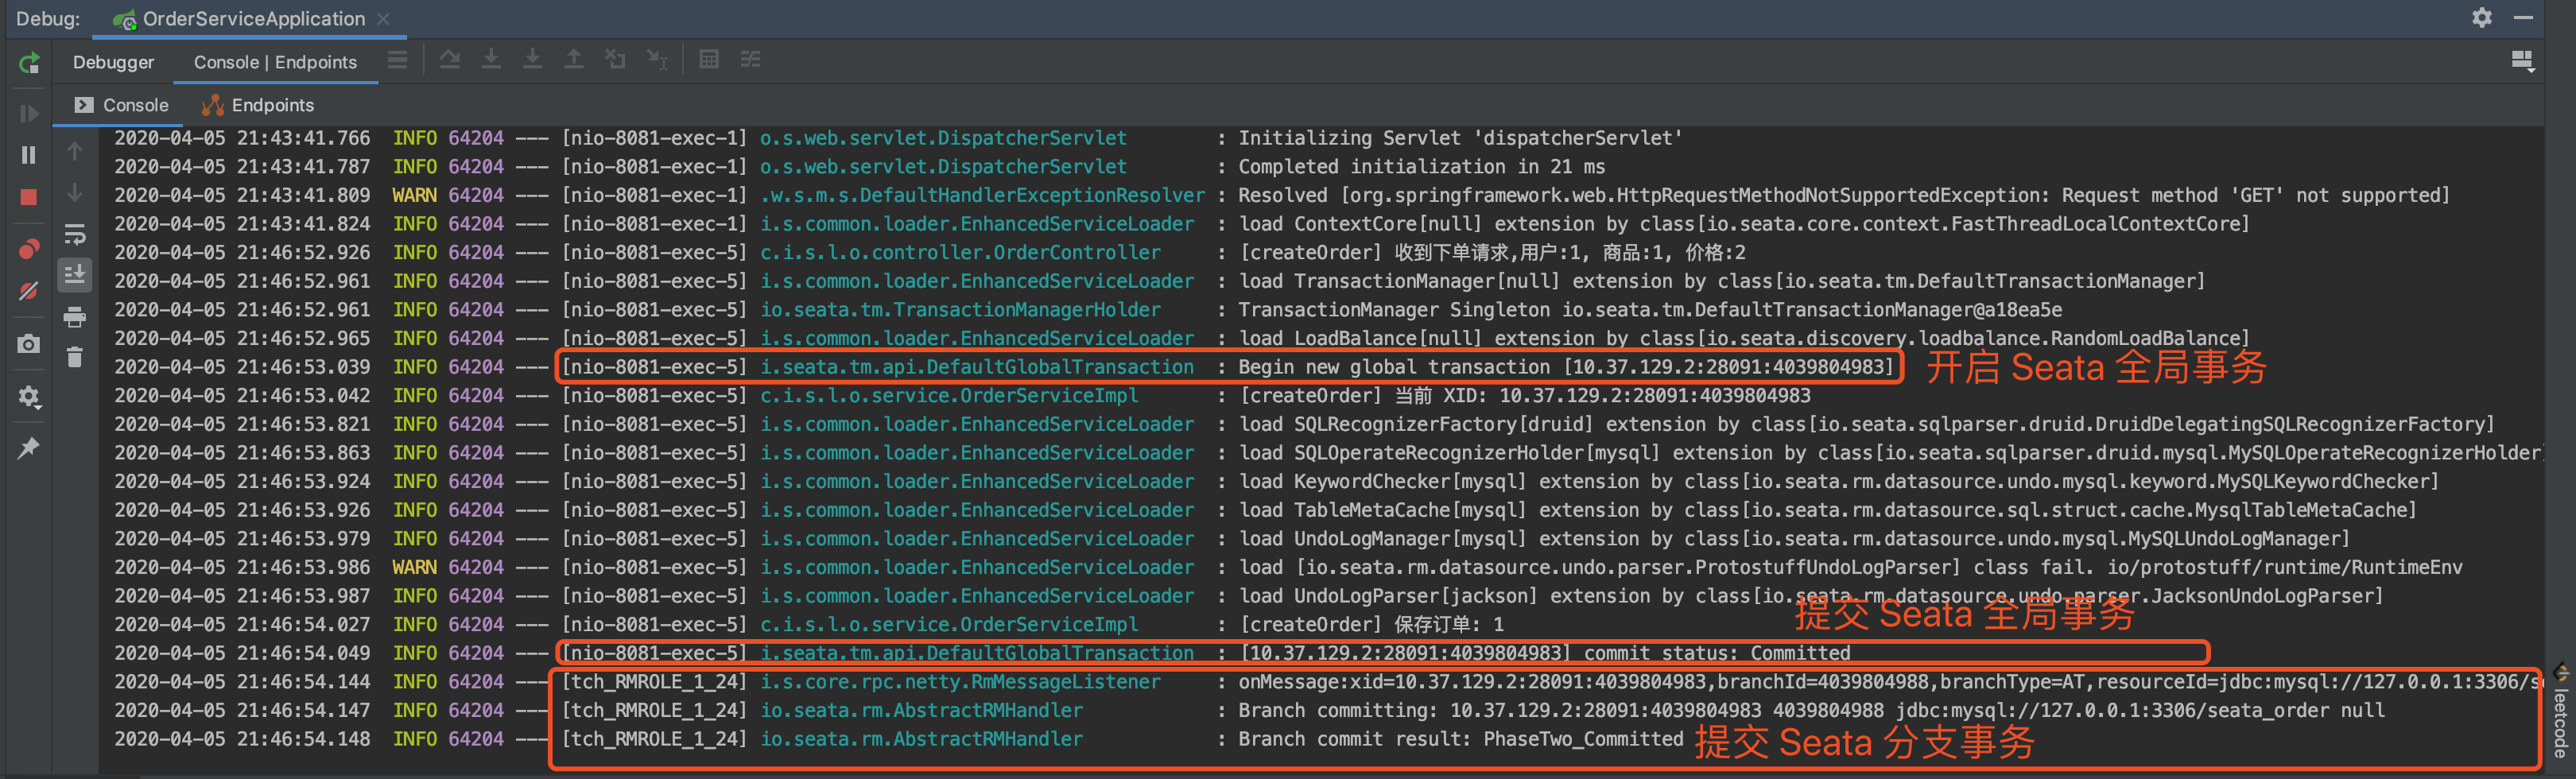 Debug: OrderServiceApplication
Debugger Console | Endpoints
Console Endpoints
2020-04-05 21:43:41.766 INFO 64204 --- [nio-8081-exec-1] o.s.web.servlet.DispatcherServlet : Initializing Servlet 'dispatcherServlet'
2020-04-05 21:43:41.787 INFO 64204 --- [nio-8081-exec-1] o.s.web.servlet.DispatcherServlet : Completed initialization in 21 ms
2020-04-05 21:43:41.809 WARN 64204 --- [nio-8081-exec-1] .w.s.m.s.DefaultHandlerExceptionResolver : Resolved [org.springframework.web.HttpRequestMethodNotSupportedException: Request method 'GET' not supported]
2020-04-05 21:43:41.824 INFO 64204 --- [nio-8081-exec-1] i.s.common.loader.EnhancedServiceLoader : load ContextCore[null] extension by class[io.seata.core.context.FastThreadLocalContextCore]
2020-04-05 21:46:52.926 INFO 64204 --- [nio-8081-exec-5] c.i.s.l.o.controller.OrderController : [createOrder] 收到下单请求,用户:1, 商品:1, 价格:2
2020-04-05 21:46:52.961 INFO 64204 --- [nio-8081-exec-5] i.s.common.loader.EnhancedServiceLoader : load TransactionManager[null] extension by class[io.seata.tm.DefaultTransactionManager]
2020-04-05 21:46:52.961 INFO 64204 --- [nio-8081-exec-5] io.seata.tm.TransactionManagerHolder : TransactionManager Singleton io.seata.tm.DefaultTransactionManager@a18ea5e
2020-04-05 21:46:52.965 INFO 64204 --- [nio-8081-exec-5] i.s.common.loader.EnhancedServiceLoader : load LoadBalance[null] extension by class[io.seata.discovery.loadbalance.RandomLoadBalance]
2020-04-05 21:46:53.039 INFO 64204 --- [nio-8081-exec-5] i.seata.tm.api.DefaultGlobalTransaction : Begin new global transaction [10.37.129.2:28091:4039804983] 开启 Seata 全局事务
2020-04-05 21:46:53.042 INFO 64204 --- [nio-8081-exec-5] c.i.s.l.o.service.OrderServiceImpl : [createOrder] 当前 XID: 10.37.129.2:28091:4039804983
2020-04-05 21:46:53.821 INFO 64204 --- [nio-8081-exec-5] i.s.common.loader.EnhancedServiceLoader : load SQLRecognizerFactory[druid] extension by class[io.seata.sqlparser.druid.DruidDelegatingSQLRecognizerFactory]
2020-04-05 21:46:53.863 INFO 64204 --- [nio-8081-exec-5] i.s.common.loader.EnhancedServiceLoader : load SQLOperateRecognizerHolder[mysql] extension by class[io.seata.sqlparser.druid.mysql.MySQLOperateRecognizerHolder]
2020-04-05 21:46:53.924 INFO 64204 --- [nio-8081-exec-5] i.s.common.loader.EnhancedServiceLoader : load KeywordChecker[mysql] extension by class[io.seata.rm.datasource.undo.mysql.keyword.MySQLKeywordChecker]
2020-04-05 21:46:53.926 INFO 64204 --- [nio-8081-exec-5] i.s.common.loader.EnhancedServiceLoader : load TableMetaCache[mysql] extension by class[io.seata.rm.datasource.sql.struct.cache.MysqlTableMetaCache]
2020-04-05 21:46:53.979 INFO 64204 --- [nio-8081-exec-5] i.s.common.loader.EnhancedServiceLoader : load UndoLogManager[mysql] extension by class[io.seata.rm.datasource.undo.mysql.MySQLUndoLogManager]
2020-04-05 21:46:53.986 WARN 64204 --- [nio-8081-exec-5] i.s.common.loader.EnhancedServiceLoader : load [io.seata.rm.datasource.undo.parser.ProtostuffUndoLogParser] class fail. io/protostuff/runtime/RuntimeEnv
2020-04-05 21:46:53.987 INFO 64204 --- [nio-8081-exec-5] i.s.common.loader.EnhancedServiceLoader : load UndoLogParser[jackson] extension by class[io.seata.rm.datasource.undo.parser.JacksonUndoLogParser]
提交 Seata 全局事务
2020-04-05 21:46:54.027 INFO 64204 --- [nio-8081-exec-5] c.i.s.l.o.service.OrderServiceImpl : [createOrder] 保存订单: 1
2020-04-05 21:46:54.049 INFO 64204 --- [nio-8081-exec-5] i.seata.tm.api.DefaultGlobalTransaction : [10.37.129.2:28091:4039804983] commit status: Committed
2020-04-05 21:46:54.144 INFO 64204 --- [tch_RMROLE_1_24] i.s.core.rpc.netty.RmMessageListener : onMessage:xid=10.37.129.2:28091:4039804983,branchId=4039804988,branchType=AT,resourceId=jdbc:mysql://127.0.0.1:3306/se
2020-04-05 21:46:54.147 INFO 64204 --- [tch_RMROLE_1_24] io.seata.rm.AbstractRMHandler : Branch committing: 10.37.129.2:28091:4039804983 4039804988 jdbc:mysql://127.0.0.1:3306/seata_order null
2020-04-05 21:46:54.148 INFO 64204 --- [tch_RMROLE_1_24] io.seata.rm.AbstractRMHandler : Branch commit result: PhaseTwo_Committed 提交 Seata 分支事务
leetcode